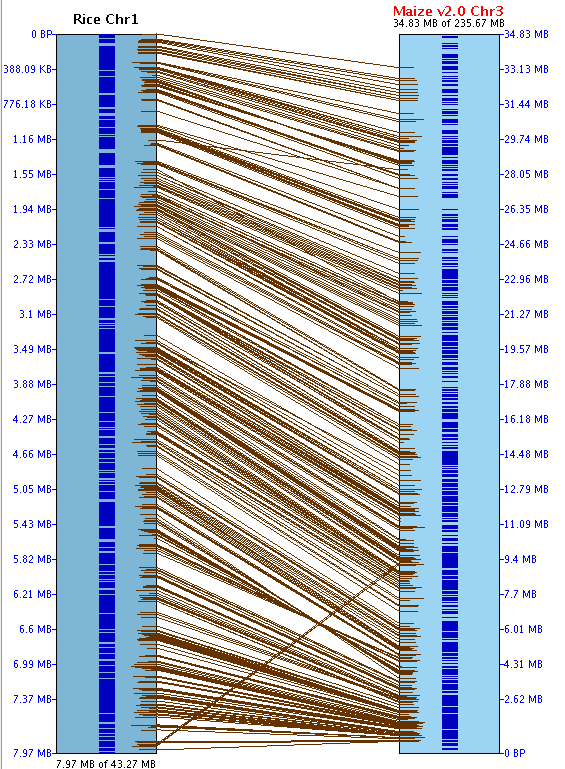 Maize v2.0 Chr3
Rice Chr1
34.83 MB of 235.67 MB
0 BP
34.83 MB
388.09 KB
33.13 MB
776.18 KB
31.44 MB
1.16 MB
29.74 MB
1.55 MB
28.05 MB
1.94 MB
26.35 MB
2.33 MB
24.66 MB
2.72 MB
22.96 MB
3.1 MB
21.27 MB
3.49 MB
19.57 MB
3.88 MB
17.88 MB
4.27 MB
16.18 MB
4.66 MB
14.48 MB
5.05 MB
12.79 MB
5.43 MB
11.09 MB
5.82 MB
9.4 MB
6.21 MB
7.7 MB
6.6 MB
6.01 MB
6.99 MB
4.31 MB
7.37 MB
2.62 MB
7.97 MB
0 BP
7.97 MB of 43.27 MB